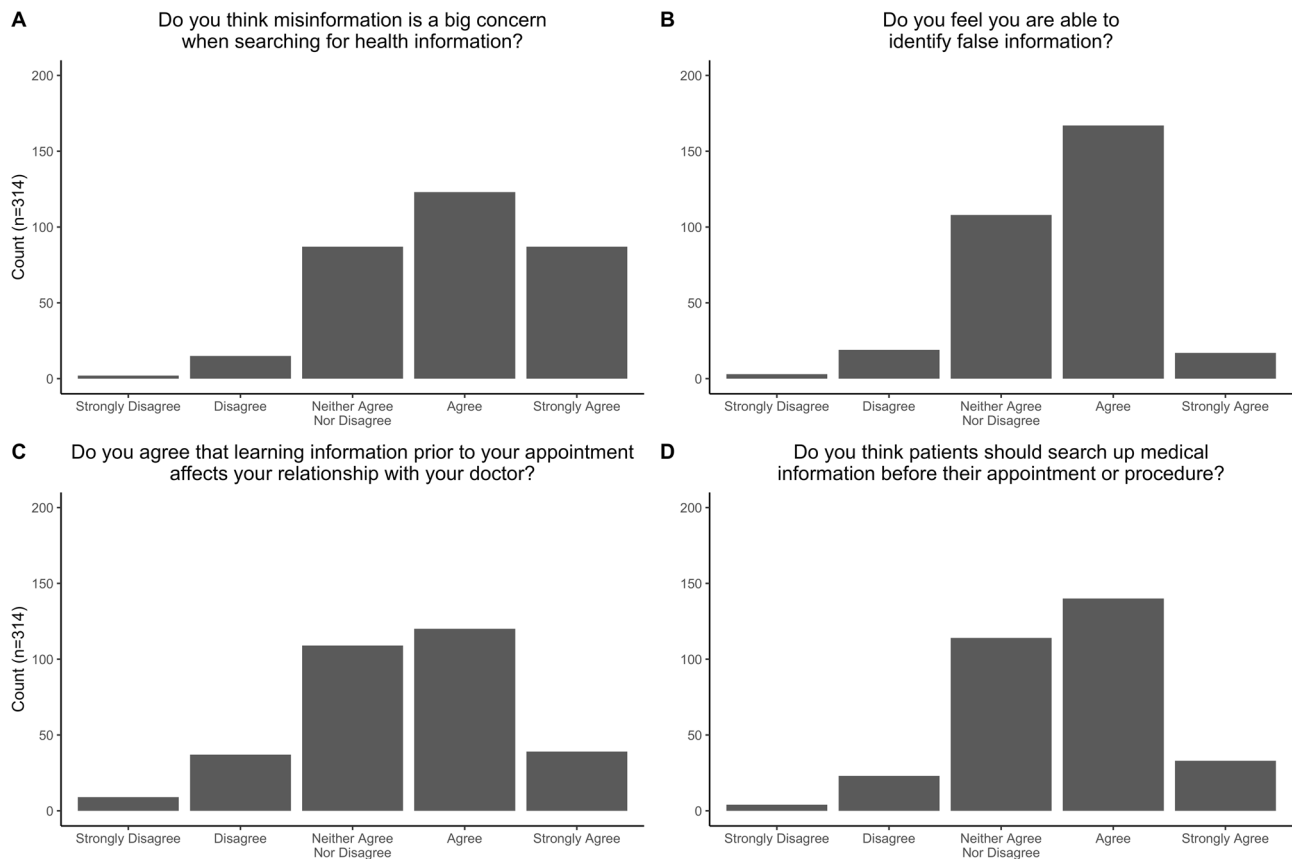 A
Do you think misinformation is a big concern
when searching for health information?
200
150
100
50
0
Count (n=314)
Strongly Disagree
Disagree
Neither Agree
Nor Disagree
Agree
Strongly Agree
B
Do you feel you are able to
identify false information?
200
150
100
50
0
Strongly Disagree
Disagree
Neither Agree
Nor Disagree
Agree
Strongly Agree
C
Do you agree that learning information prior to your appointment
affects your relationship with your doctor?
200
150
100
50
0
Count (n=314)
Strongly Disagree
Disagree
Neither Agree
Nor Disagree
Agree
Strongly Agree
D
Do you think patients should search up medical
information before their appointment or procedure?
200
150
100
50
0
Strongly Disagree
Disagree
Neither Agree
Nor Disagree
Agree
Strongly Agree